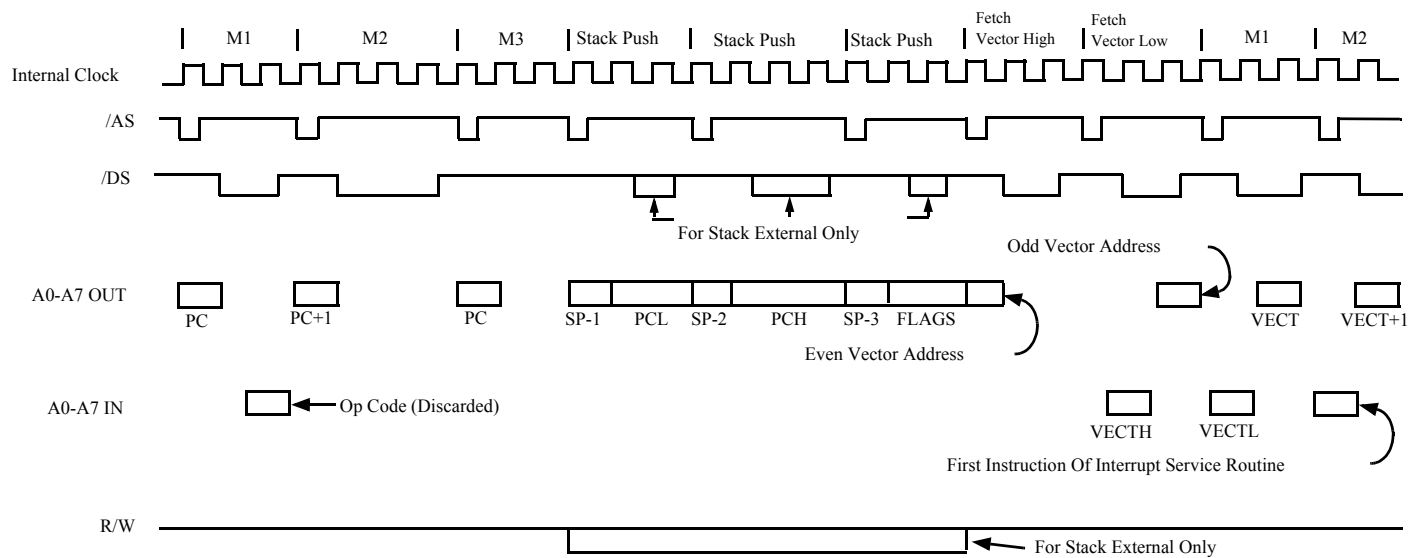 M1 M2 M3 Stack Push Stack Push Stack Push Fetch Vector High Fetch Vector Low M1 M2
Internal Clock
/AS
/DS
For Stack External Only
Odd Vector Address
A0-A7 OUT
PC PC+1 PC SP-1 PCL SP-2 PCH SP-3 FLAGS VECT VECT+1
Even Vector Address
A0-A7 IN
Op Code (Discarded)
VECTH VECTL
First Instruction Of Interrupt Service Routine
R/W
For Stack External Only